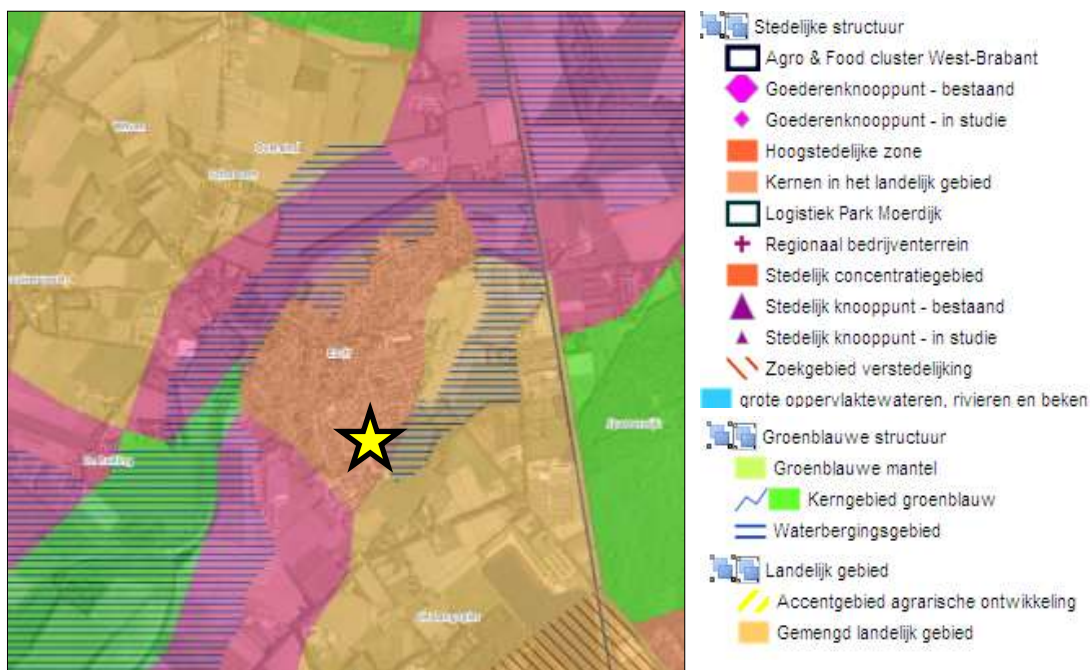 Stedelijke structuur
Agro & Food cluster West-Brabant
Goederenknooppunt - bestaand
Goederenknooppunt - in studie
Hoogstedelijke zone
Kernen in het landelijk gebied
Logistiek Park Moerdijk
Regionaal bedrijventerrein
Stedelijk concentratiegebied
Stedelijk knooppunt - bestaand
Stedelijk knooppunt - in studie
Zoekgebied verstedelijking
grote oppervlaktewateren, rivieren en beken
Groenblauwe structuur
Groenblauwe mantel
Kerngebied groenblauw
Waterbergingsgebied
Landelijk gebied
Accentgebied agrarische ontwikkeling
Gemengd landelijk gebied